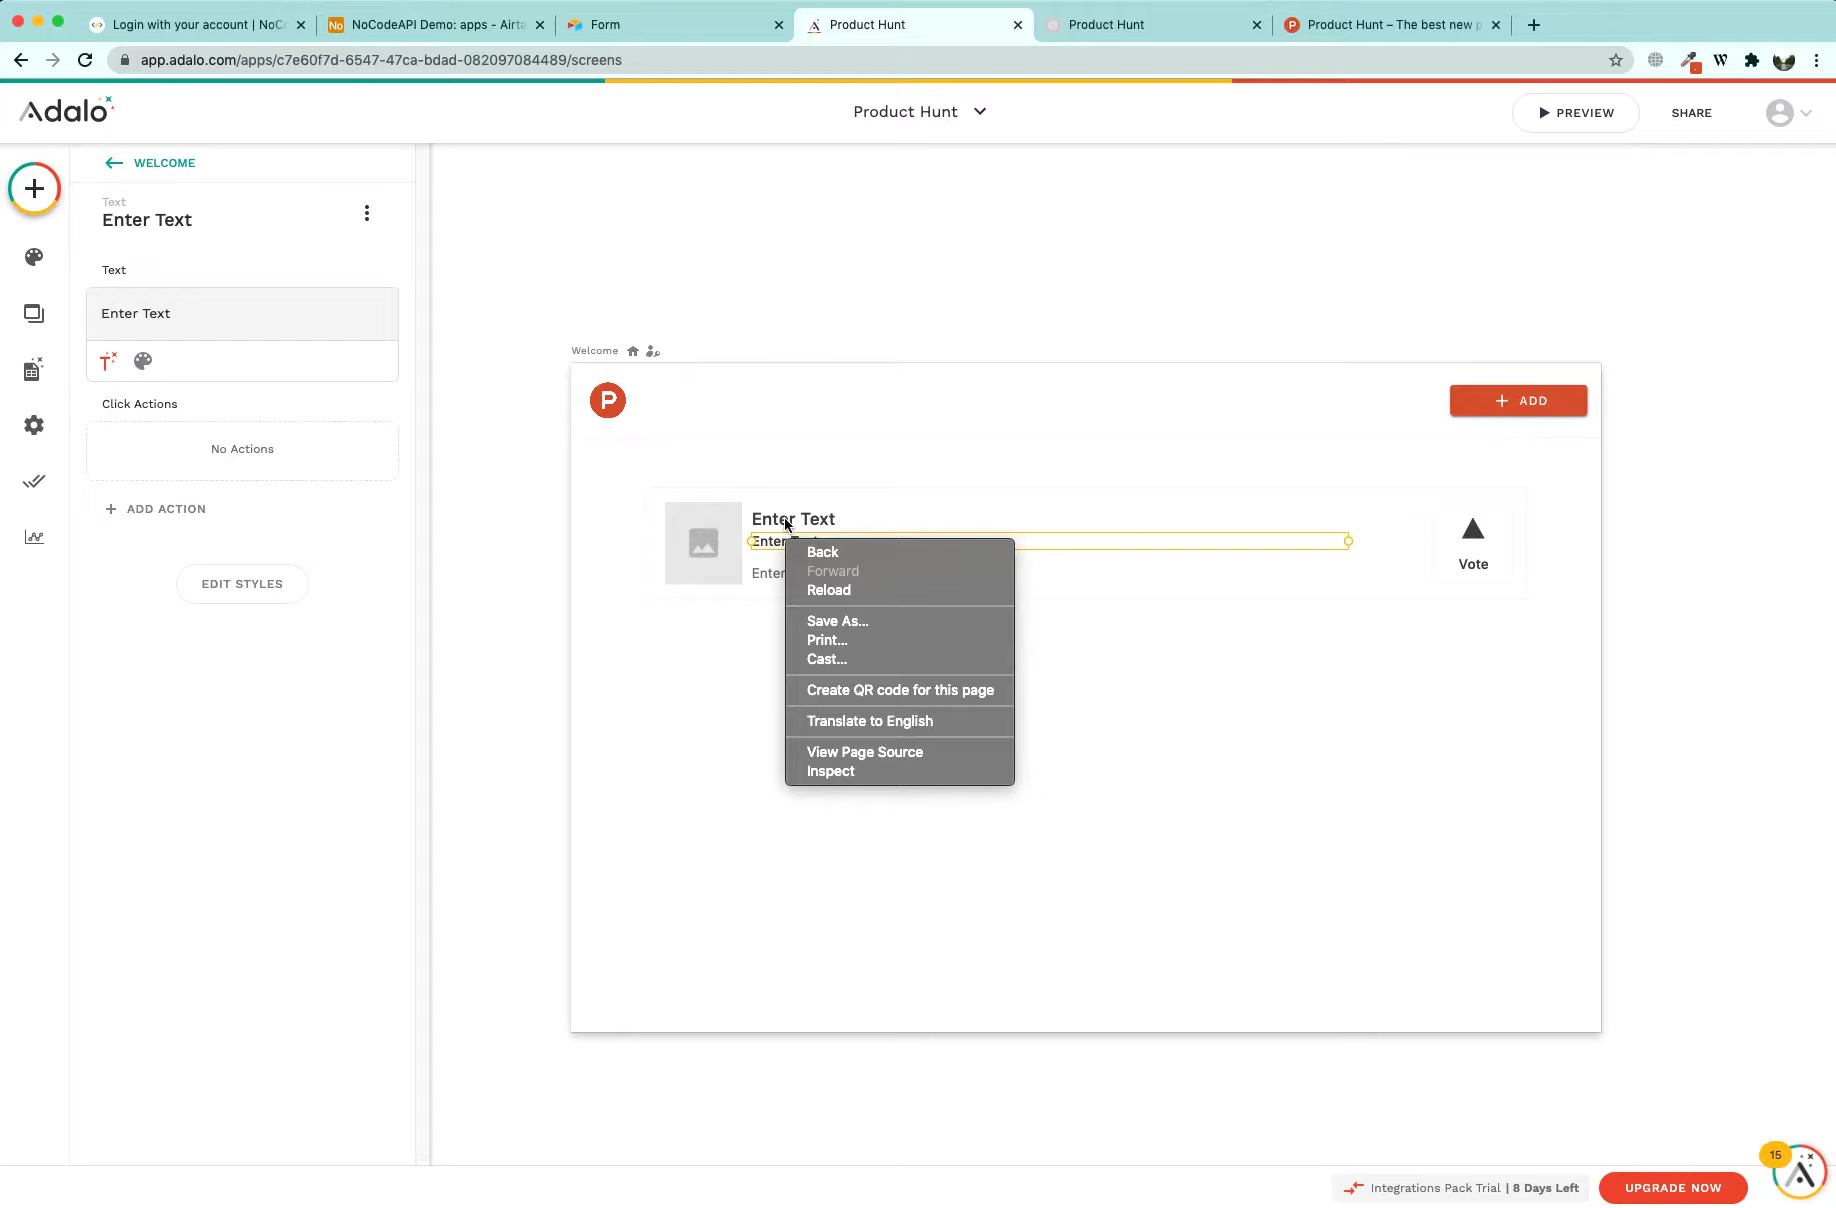 Login with your account | NoC
NoCodeAPI Demo: apps - Airt
Form
Product Hunt
Product Hunt
Product Hunt – The best new p
app.adalo.com/apps/c7e60f7d-6547-47ca-bdad-082097084489/screens
W
Adalo
Product Hunt
PREVIEW
SHARE
WELCOME
Text
Enter Text
Text
Enter Text
T
Click Actions
No Actions
+ ADD ACTION
EDIT STYLES
Welcome
P
+ ADD
Enter Text
Enter
Enter
Vote
Back
Forward
Reload
Save As...
Print...
Cast...
Create QR code for this page
Translate to English
View Page Source
Inspect
15
Integrations Pack Trial | 8 Days Left
UPGRADE NOW